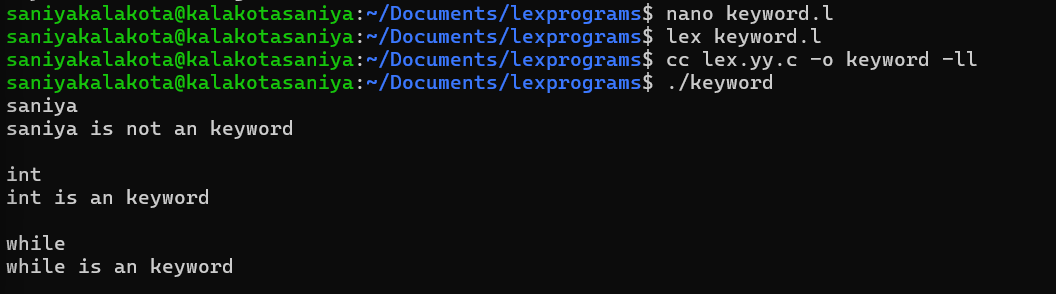 saniyakalakota@kalakotasaniya:~/Documents/lexprograms$ nano keyword.l
saniyakalakota@kalakotasaniya:~/Documents/lexprograms$ lex keyword.l
saniyakalakota@kalakotasaniya:~/Documents/lexprograms$ cc lex.yy.c -o keyword -ll
saniyakalakota@kalakotasaniya:~/Documents/lexprograms$ ./keyword
saniya
saniya is not an keyword
int
int is an keyword
while
while is an keyword